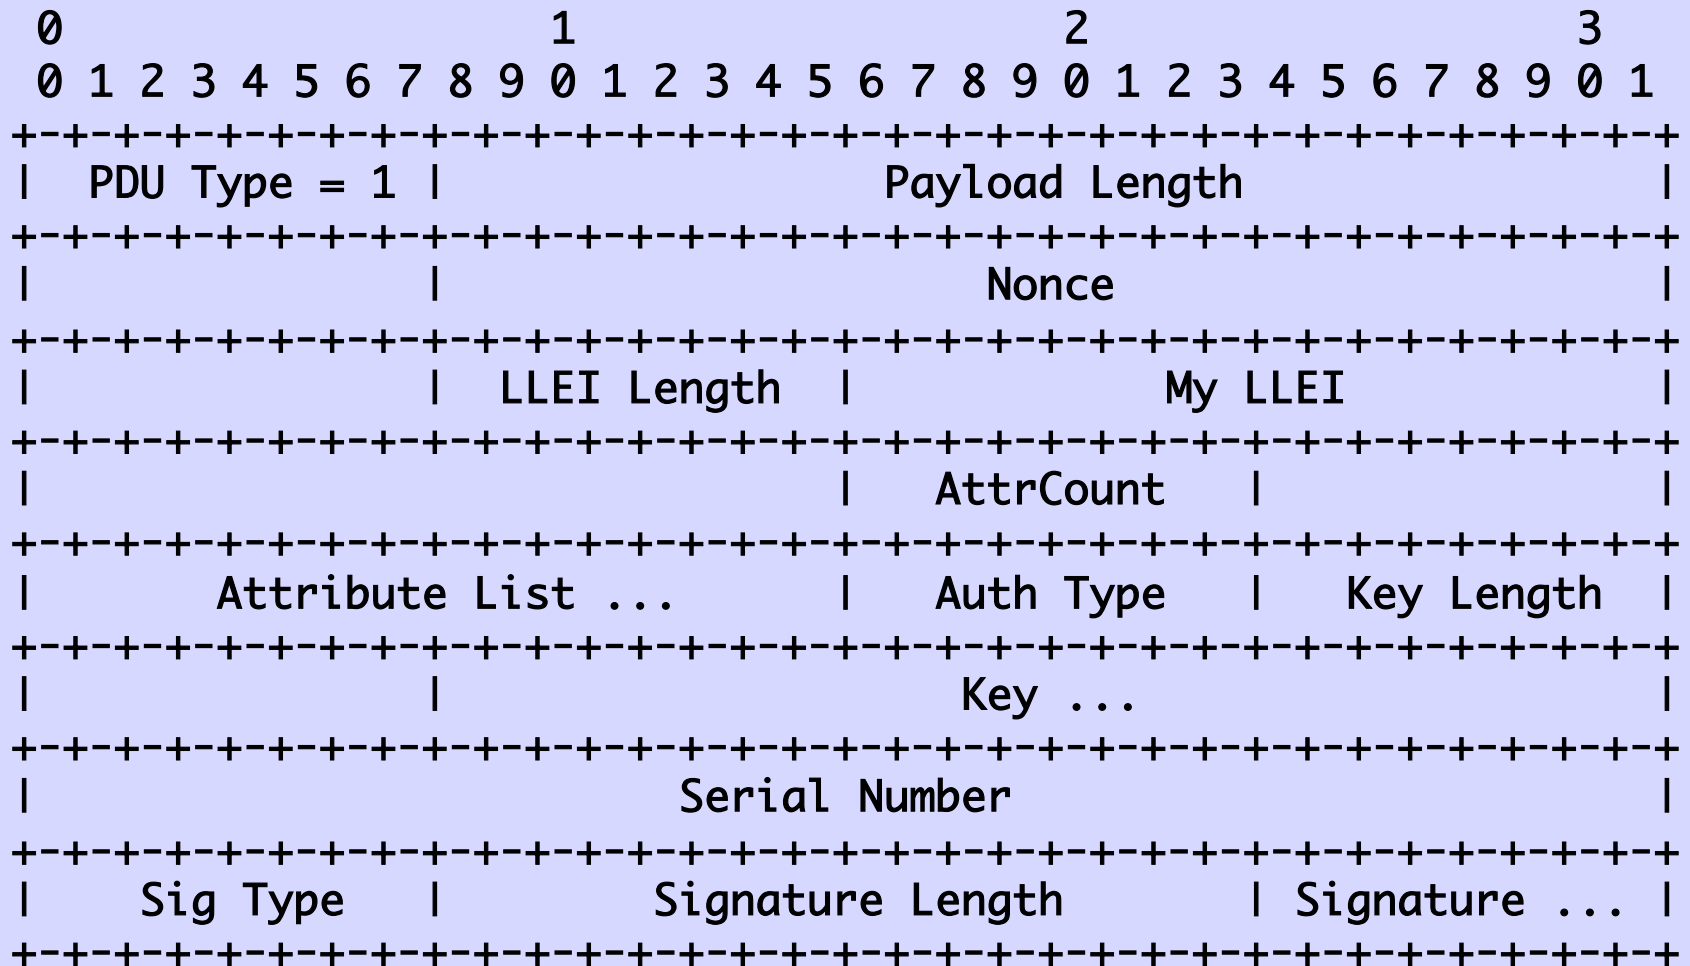 0                   1                   2                   3
 0 1 2 3 4 5 6 7 8 9 0 1 2 3 4 5 6 7 8 9 0 1 2 3 4 5 6 7 8 9 0 1
+-+-+-+-+-+-+-+-+-+-+-+-+-+-+-+-+-+-+-+-+-+-+-+-+-+-+-+-+-+-+-+-+
|  PDU Type = 1 |                 Payload Length                |
+-+-+-+-+-+-+-+-+-+-+-+-+-+-+-+-+-+-+-+-+-+-+-+-+-+-+-+-+-+-+-+-+
|               |                     Nonce                     |
+-+-+-+-+-+-+-+-+-+-+-+-+-+-+-+-+-+-+-+-+-+-+-+-+-+-+-+-+-+-+-+-+
|               |  LLEI Length  |            My LLEI            |
+-+-+-+-+-+-+-+-+-+-+-+-+-+-+-+-+-+-+-+-+-+-+-+-+-+-+-+-+-+-+-+-+
|                               |   AttrCount   |               |
+-+-+-+-+-+-+-+-+-+-+-+-+-+-+-+-+-+-+-+-+-+-+-+-+-+-+-+-+-+-+-+-+
|       Attribute List ...      |   Auth Type   |   Key Length  |
+-+-+-+-+-+-+-+-+-+-+-+-+-+-+-+-+-+-+-+-+-+-+-+-+-+-+-+-+-+-+-+-+
|               |                    Key ...                    |
+-+-+-+-+-+-+-+-+-+-+-+-+-+-+-+-+-+-+-+-+-+-+-+-+-+-+-+-+-+-+-+-+
|                         Serial Number                         |
+-+-+-+-+-+-+-+-+-+-+-+-+-+-+-+-+-+-+-+-+-+-+-+-+-+-+-+-+-+-+-+-+
|    Sig Type   |        Signature Length       | Signature ... |
+-+-+-+-+-+-+-+-+-+-+-+-+-+-+-+-+-+-+-+-+-+-+-+-+-+-+-+-+-+-+-+-+